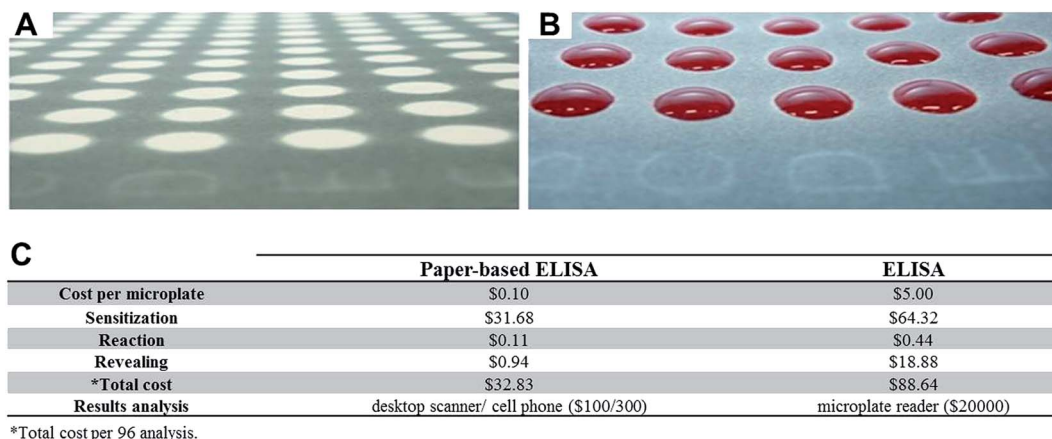 A
B
C
Paper-based ELISA ELISA
Cost per microplate $0.10 $5.00
Sensitization $31.68 $64.32
Reaction $0.11 $0.44
Revealing $0.94 $18.88
*Total cost $32.83 $88.64
Results analysis desktop scanner/ cell phone ($100/300) microplate reader ($20000)
*Total cost per 96 analysis.